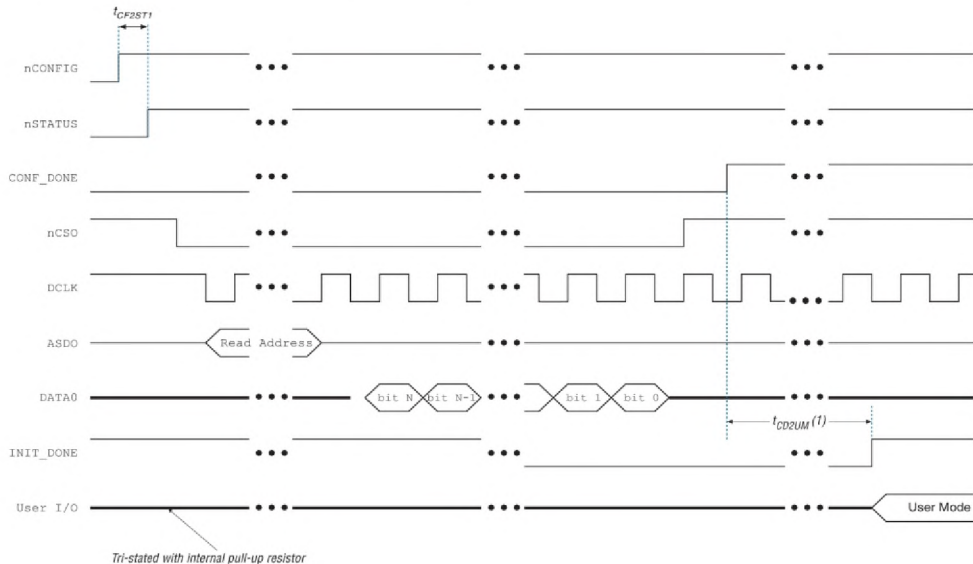 tCF2ST1
nCONFIG
nSTATUS
CONF_DONE
nCSO
DCLK
ASDO
Read Address
DATA0
bit N
bit N-1
bit 1
bit 0
tCD2UM (1)
INIT_DONE
User I/O
User Mode
Tri-stated with internal pull-up resistor